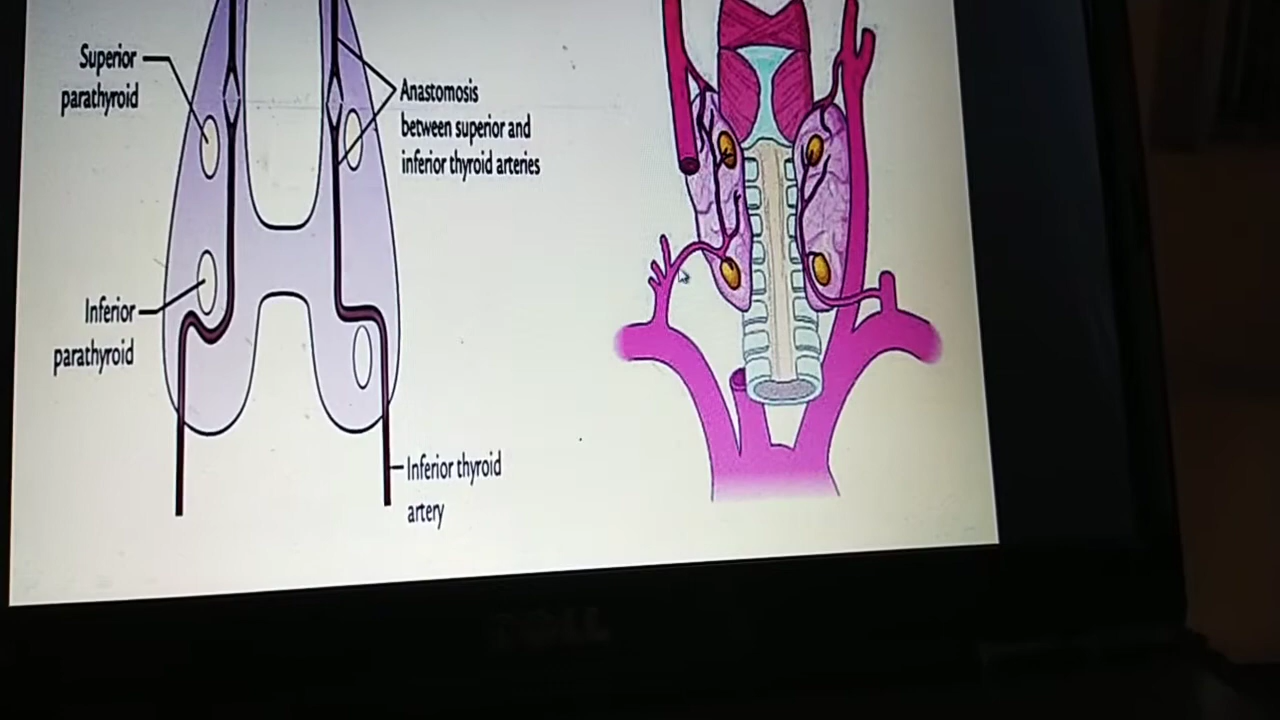 Superior
parathyroid
Anastomosis
between superior and
inferior thyroid arteries
Inferior
parathyroid
Inferior thyroid
artery